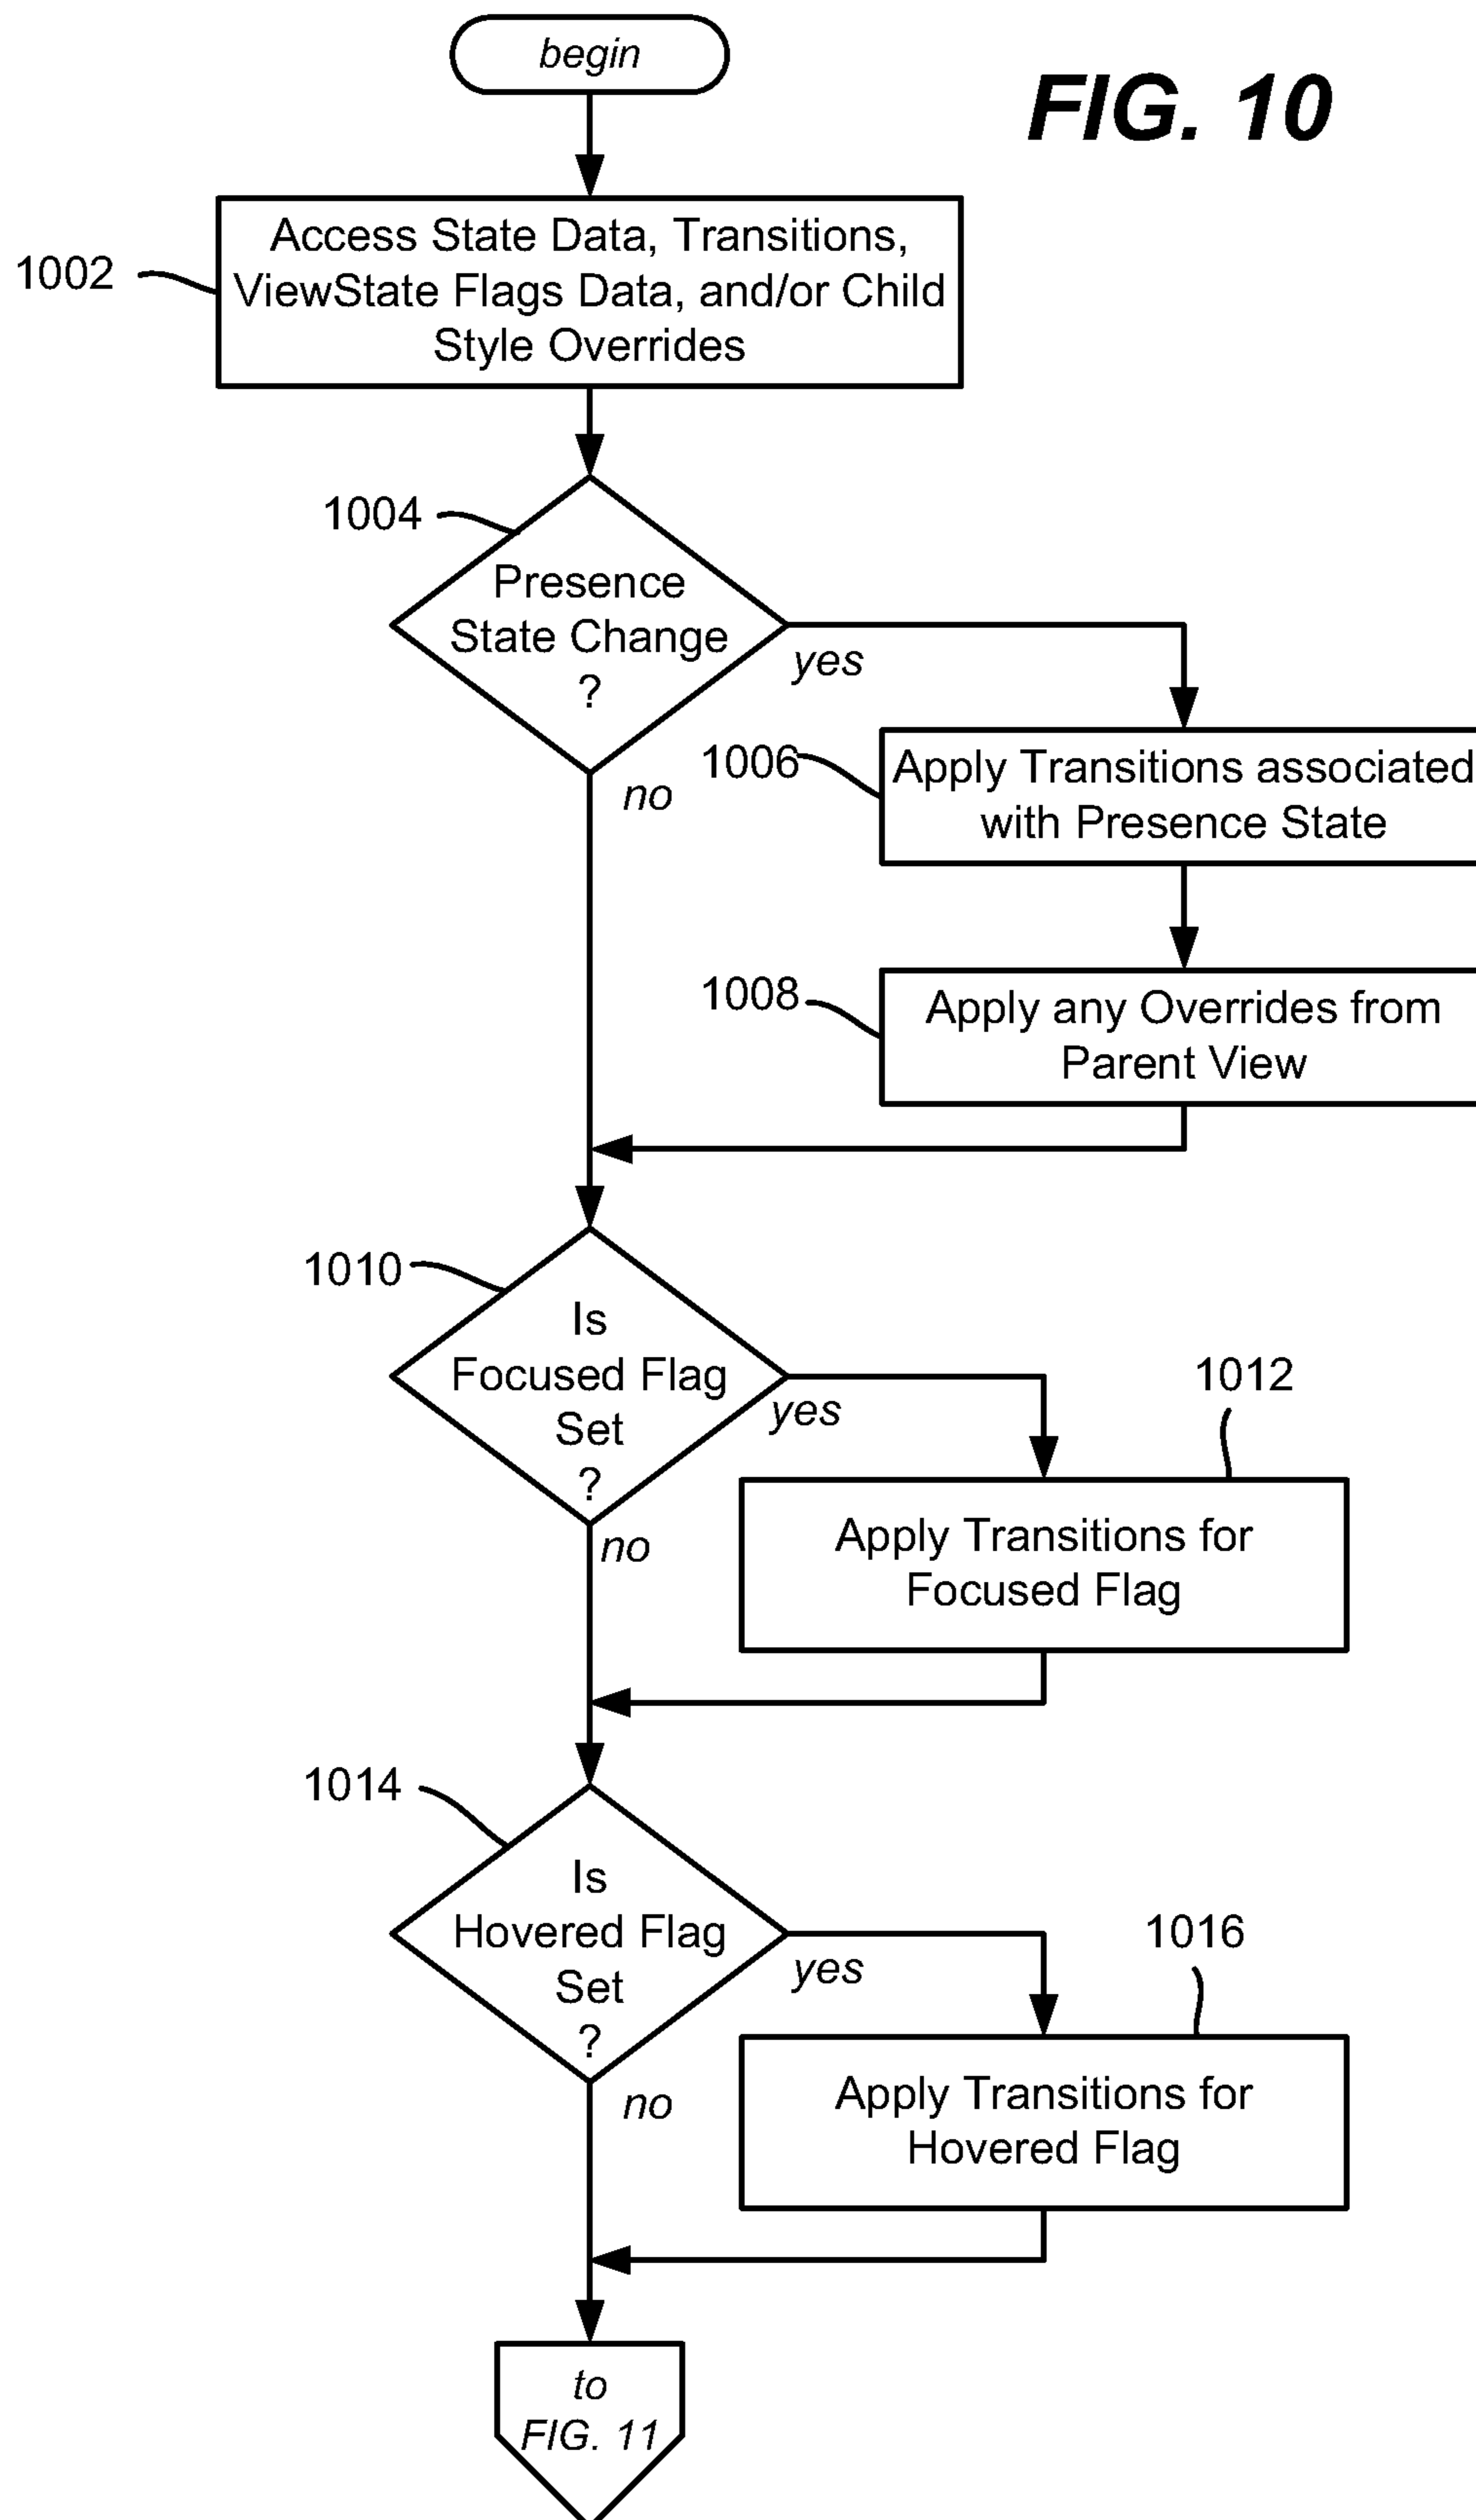 begin
FIG. 10
1002
Access State Data, Transitions,
ViewState Flags Data, and/or Child
Style Overrides
1004
Presence
State Change
?
yes
no
1006
Apply Transitions associated
with Presence State
1008
Apply any Overrides from
Parent View
1010
Is
Focused Flag
Set
?
yes
no
1012
Apply Transitions for
Focused Flag
1014
Is
Hovered Flag
Set
?
yes
no
1016
Apply Transitions for
Hovered Flag
to
FIG. 11